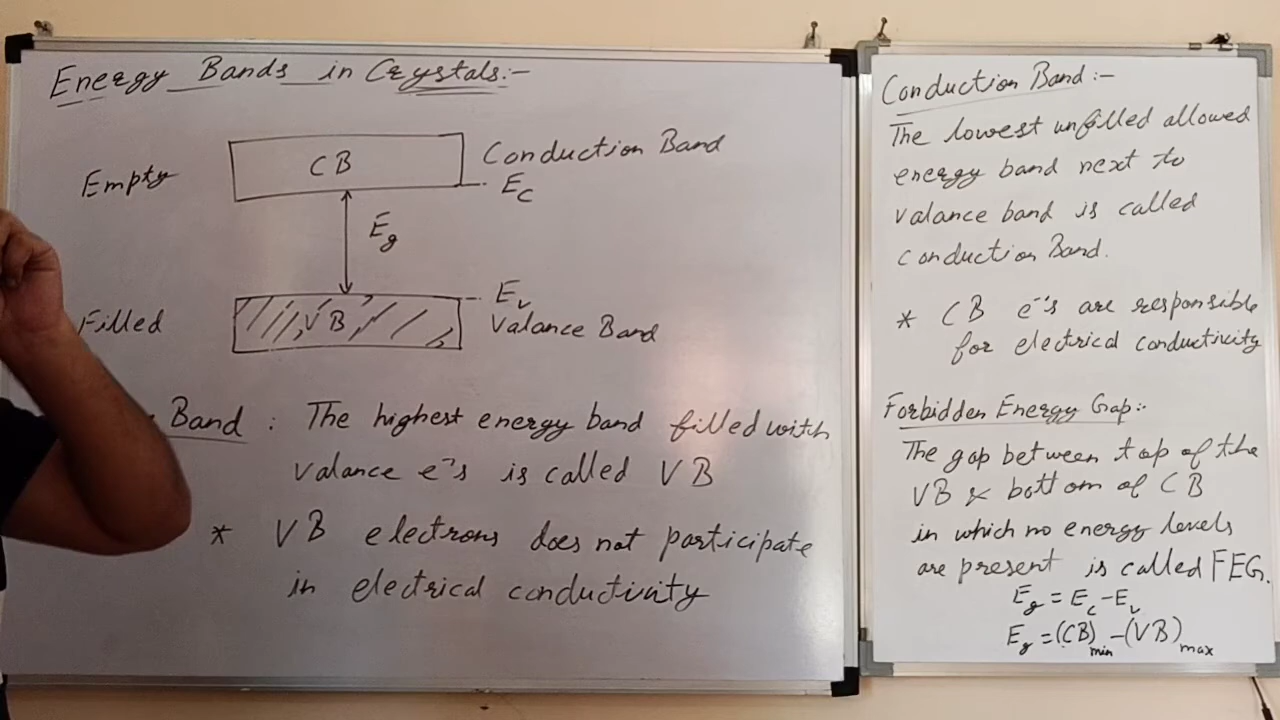 Energy Bands in Crystals:-
Empty
CB
Conduction Band
Ec
Eg
Filled
VB
Ev
Valance Band
Band : The highest energy band filled with
valance e⁻'s is called VB
* VB electrons does not participate
in electrical conductivity
Conduction Band:-
The lowest unfilled allowed
energy band next to
valance band is called
conduction Band.
* CB e⁻'s are responsible
for electrical conductivity
Forbidden Energy Gap:-
The gap between top of the
VB & bottom of CB
in which no energy levels
are present is called FEG.
Eg = Ec - Ev
Eg = (CB)min - (VB)max